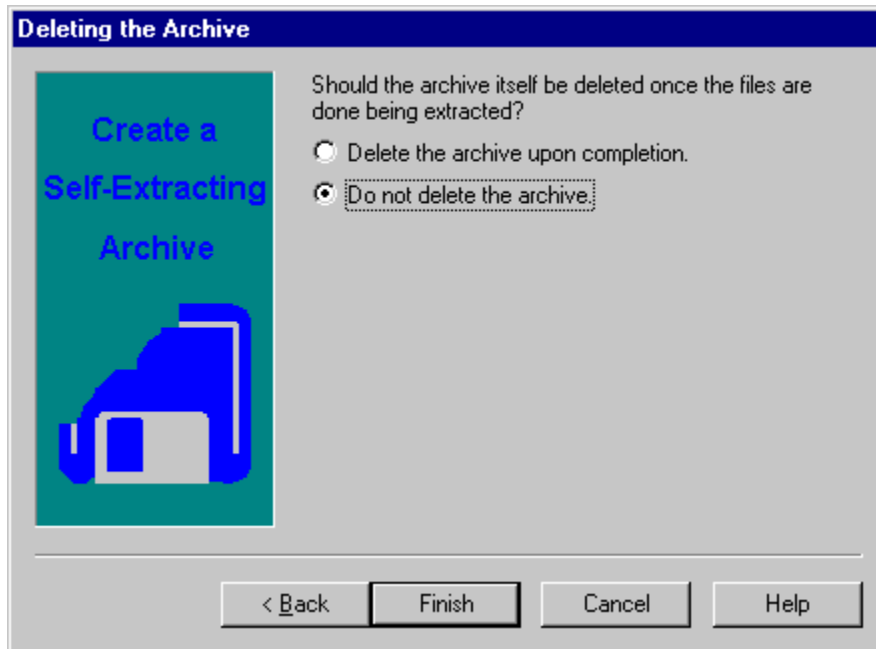 Deleting the Archive
Create a
Self-Extracting
Archive
Should the archive itself be deleted once the files are
done being extracted?
Delete the archive upon completion.
Do not delete the archive.
< Back
Finish
Cancel
Help